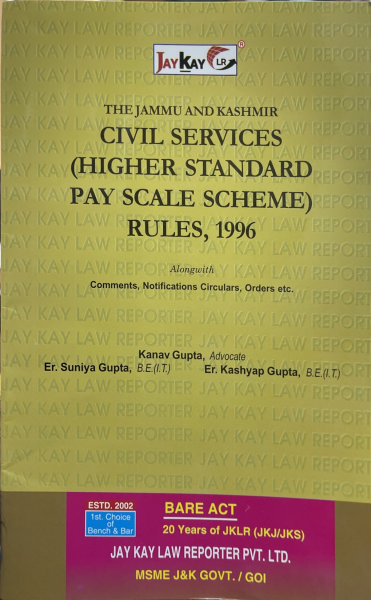 JAY KAY LR
®
THE JAMMU AND KASHMIR
CIVIL SERVICES
(HIGHER STANDARD
PAY SCALE SCHEME)
RULES, 1996
Alongwith
Comments, Notifications Circulars, Orders etc.
Kanav Gupta, Advocate
Er. Suniya Gupta, B.E.(I.T.) Er. Kashyap Gupta, B.E.(I.T.)
ESTD. 2002
1st. Choice
of
Bench & Bar
BARE ACT
20 Years of JKLR (JKJ/JKS)
JAY KAY LAW REPORTER PVT. LTD.
MSME J&K GOVT. / GOI